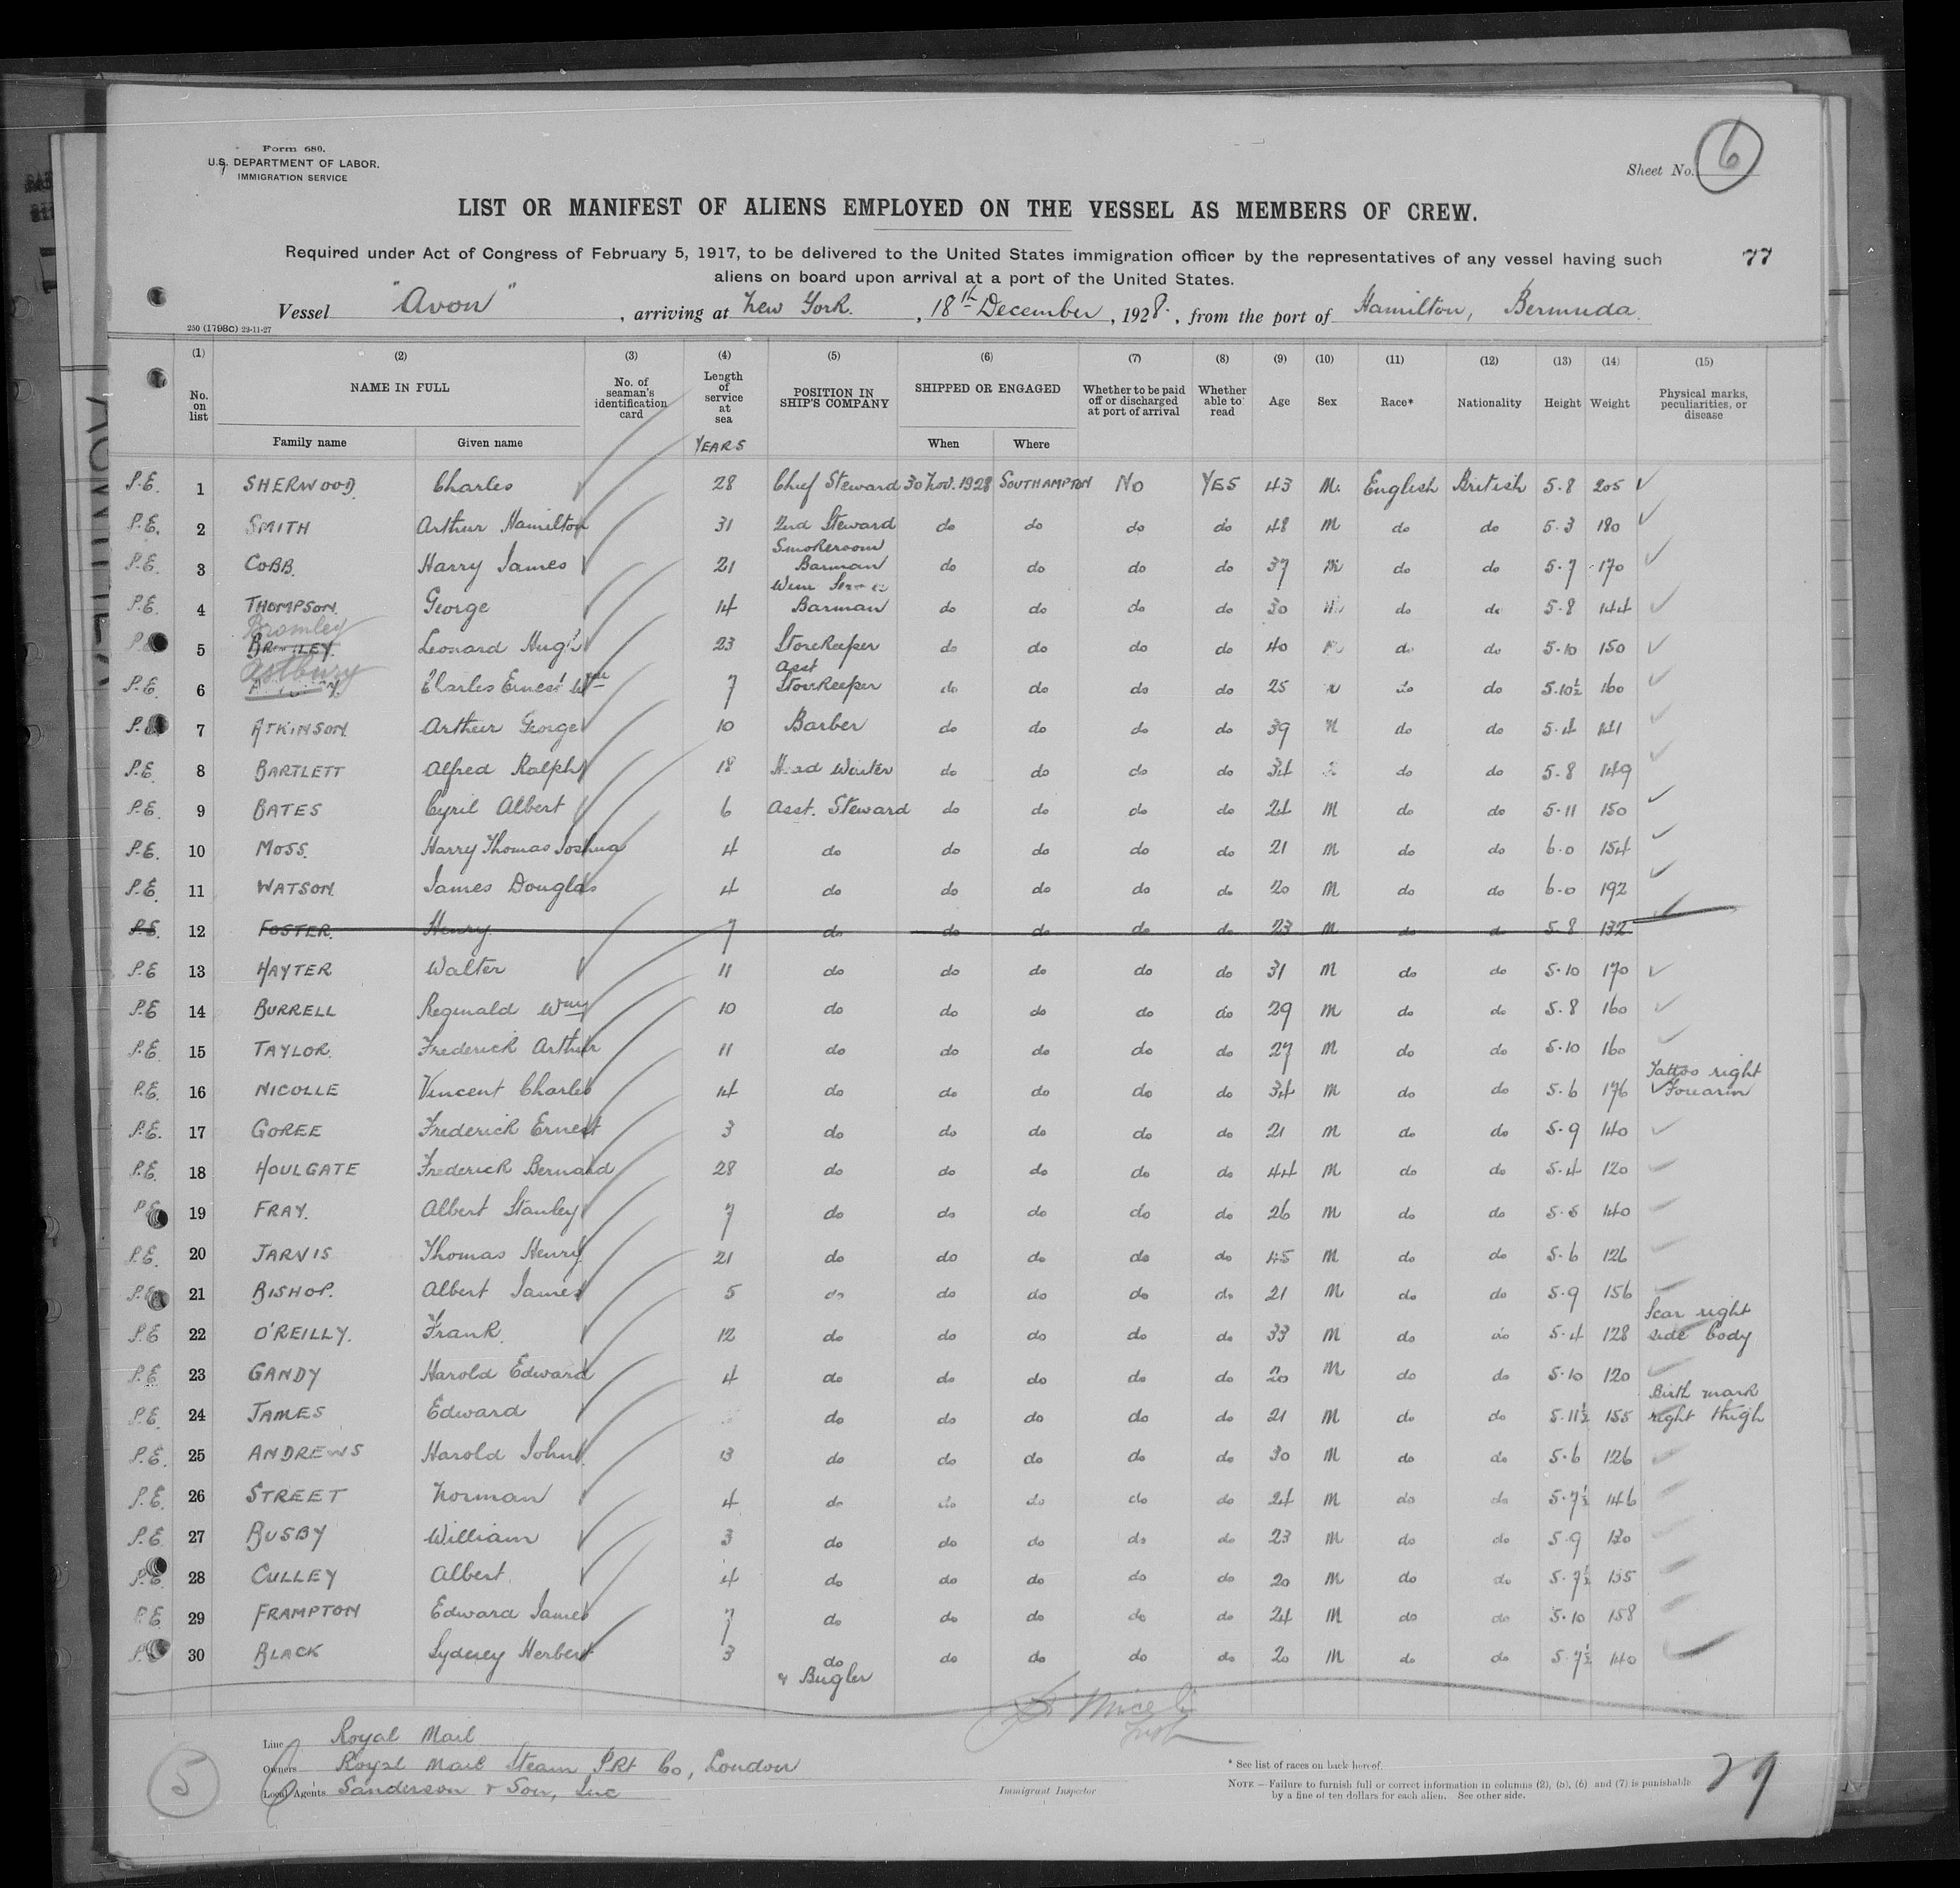 Form 680.
U.S. DEPARTMENT OF LABOR.
IMMIGRATION SERVICE
Sheet No. 6
LIST OR MANIFEST OF ALIENS EMPLOYED ON THE VESSEL AS MEMBERS OF CREW.
Required under Act of Congress of February 5, 1917, to be delivered to the United States immigration officer by the representatives of any vessel having such
aliens on board upon arrival at a port of the United States.
77
Vessel "Avon", arriving at New York., 18th December, 1928., from the port of Hamilton, Bermuda.
250 (1798c) 29-11-27
(1) (2) (3) (4) (5) (6) (7) (8) (9) (10) (11) (12) (13) (14) (15)
No. on list NAME IN FULL Family name Given name No. of seaman's identification card Length of service at sea YEARS POSITION IN SHIP'S COMPANY SHIPPED OR ENGAGED When Where Whether to be paid off or discharged at port of arrival Whether able to read Age Sex Race* Nationality Height Weight Physical marks, peculiarities, or disease
P.E. 1 SHERWOOD Charles 28 Chief Steward 30 Nov. 1928 SOUTHAMPTON No YES 43 M. English British 5.8 205
P.E. 2 SMITH Arthur Hamilton 31 2nd Steward do do do do 48 M do do 5.3 180
P.E. 3 COBB. Harry James 21 Smokeroom Barman do do do do 37 M do do 5.7 170
P.E. 4 THOMPSON. George 14 Barman do do do do 30 M do do 5.8 144
P. 5 Bromley Leonard Hugh 23 Storekeeper do do do do 40 M do do 5.10 150
P.E. 6 Astbury Charles Ernest Wm 7 Asst Storekeeper do do do do 25 M do do 5.10½ 160
P. 7 ATKINSON. Arthur George 10 Barber do do do do 39 M do do 5.4 141
P.E. 8 BARTLETT Alfred Ralph 18 Head Waiter do do do do 34 do do 5.8 149
P.E. 9 BATES Cyril Albert 6 Asst. Steward do do do do 24 M do do 5.11 150
P.E. 10 MOSS. Harry Thomas Joshua 4 do do do do do 21 M do do 6.0 154
P.E. 11 WATSON. James Douglas 4 do do do do do 20 M do do 6.0 192
P.E. 12 FOSTER. Henry 7 do do do do do 23 M do do 5.8 132
P.E 13 HAYTER Walter 11 do do do do do 31 M do do 5.10 170
P.E 14 BURRELL Reginald Wm 10 do do do do do 29 M do do 5.8 160
P.E. 15 TAYLOR. Frederick Arthur 11 do do do do do 27 M do do 5.10 160
P.E. 16 NICOLLE Vincent Charles 14 do do do do do 34 M do do 5.6 176 Tattoo right Forearm
P.E. 17 GOREE Frederick Ernest 3 do do do do do 21 M do do 5.9 140
P.E. 18 HOULGATE Frederick Bernard 28 do do do do do 44 M do do 5.4 120
P.E 19 FRAY. Albert Stanley 7 do do do do do 26 M do do 5.5 140
P.E. 20 JARVIS Thomas Henry 21 do do do do do 45 M do do 5.6 126
P.E 21 BISHOP. Albert James 5 do do do do do 21 M do do 5.9 156
P.E 22 O'REILLY. Frank. 12 do do do do do 33 M do do 5.4 128 Scar right side body
P.E 23 GANDY Harold Edward 4 do do do do do 20 M do do 5.10 120
P.E 24 JAMES Edward do do do do do 21 M do do 5.11½ 155 Birth mark right thigh
P.E. 25 ANDREWS Harold John 13 do do do do do 30 M do do 5.6 126
P.E. 26 STREET Norman 4 do do do do do 24 M do do 5.7½ 146
P.E 27 BUSBY William 3 do do do do do 23 M do do 5.9 130
P.E 28 CULLEY Albert. 4 do do do do do 20 M do do 5.7½ 135
P.E 29 FRAMPTON Edward James 7 do do do do do 24 M do do 5.10 158
P. 30 BLACK Sydney Herbert 3 do & Bugler do do do do 20 M do do 5.7½ 140
Line Royal Mail
Owners Royal Mail Steam Pkt Co, London
Local Agents Sanderson & Son, Inc
5
Immigrant Inspector
* See list of races on back hereof.
NOTE — Failure to furnish full or correct information in columns (2), (5), (6) and (7) is punishable
by a fine of ten dollars for each alien. See other side.
29